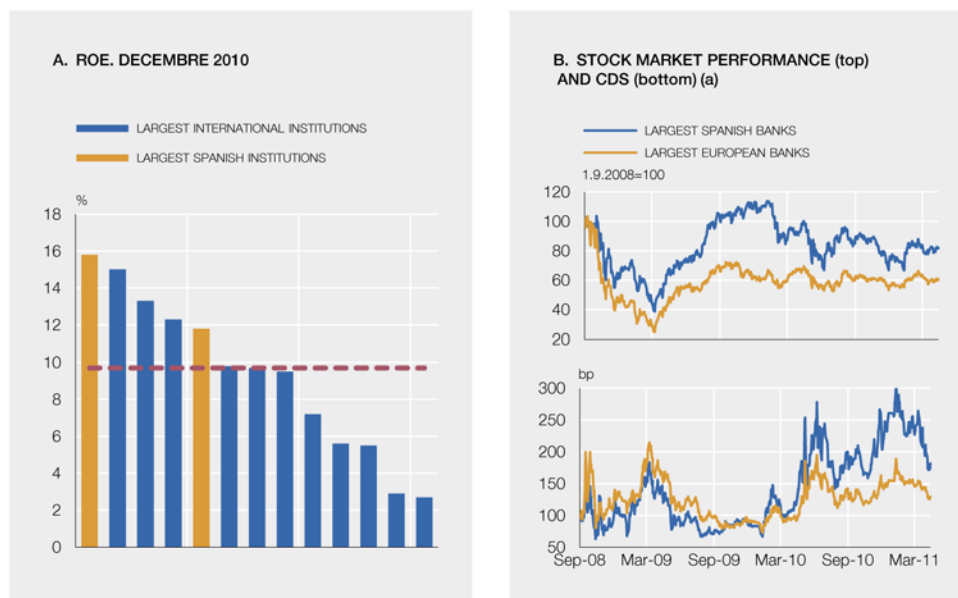 A. ROE. DECEMBRE 2010
LARGEST INTERNATIONAL INSTITUTIONS
LARGEST SPANISH INSTITUTIONS
%
18
16
14
12
10
8
6
4
2
0
B. STOCK MARKET PERFORMANCE (top)
AND CDS (bottom) (a)
LARGEST SPANISH BANKS
LARGEST EUROPEAN BANKS
1.9.2008=100
120
100
80
60
40
20
bp
300
250
200
150
100
50
Sep-08 Mar-09 Sep-09 Mar-10 Sep-10 Mar-11